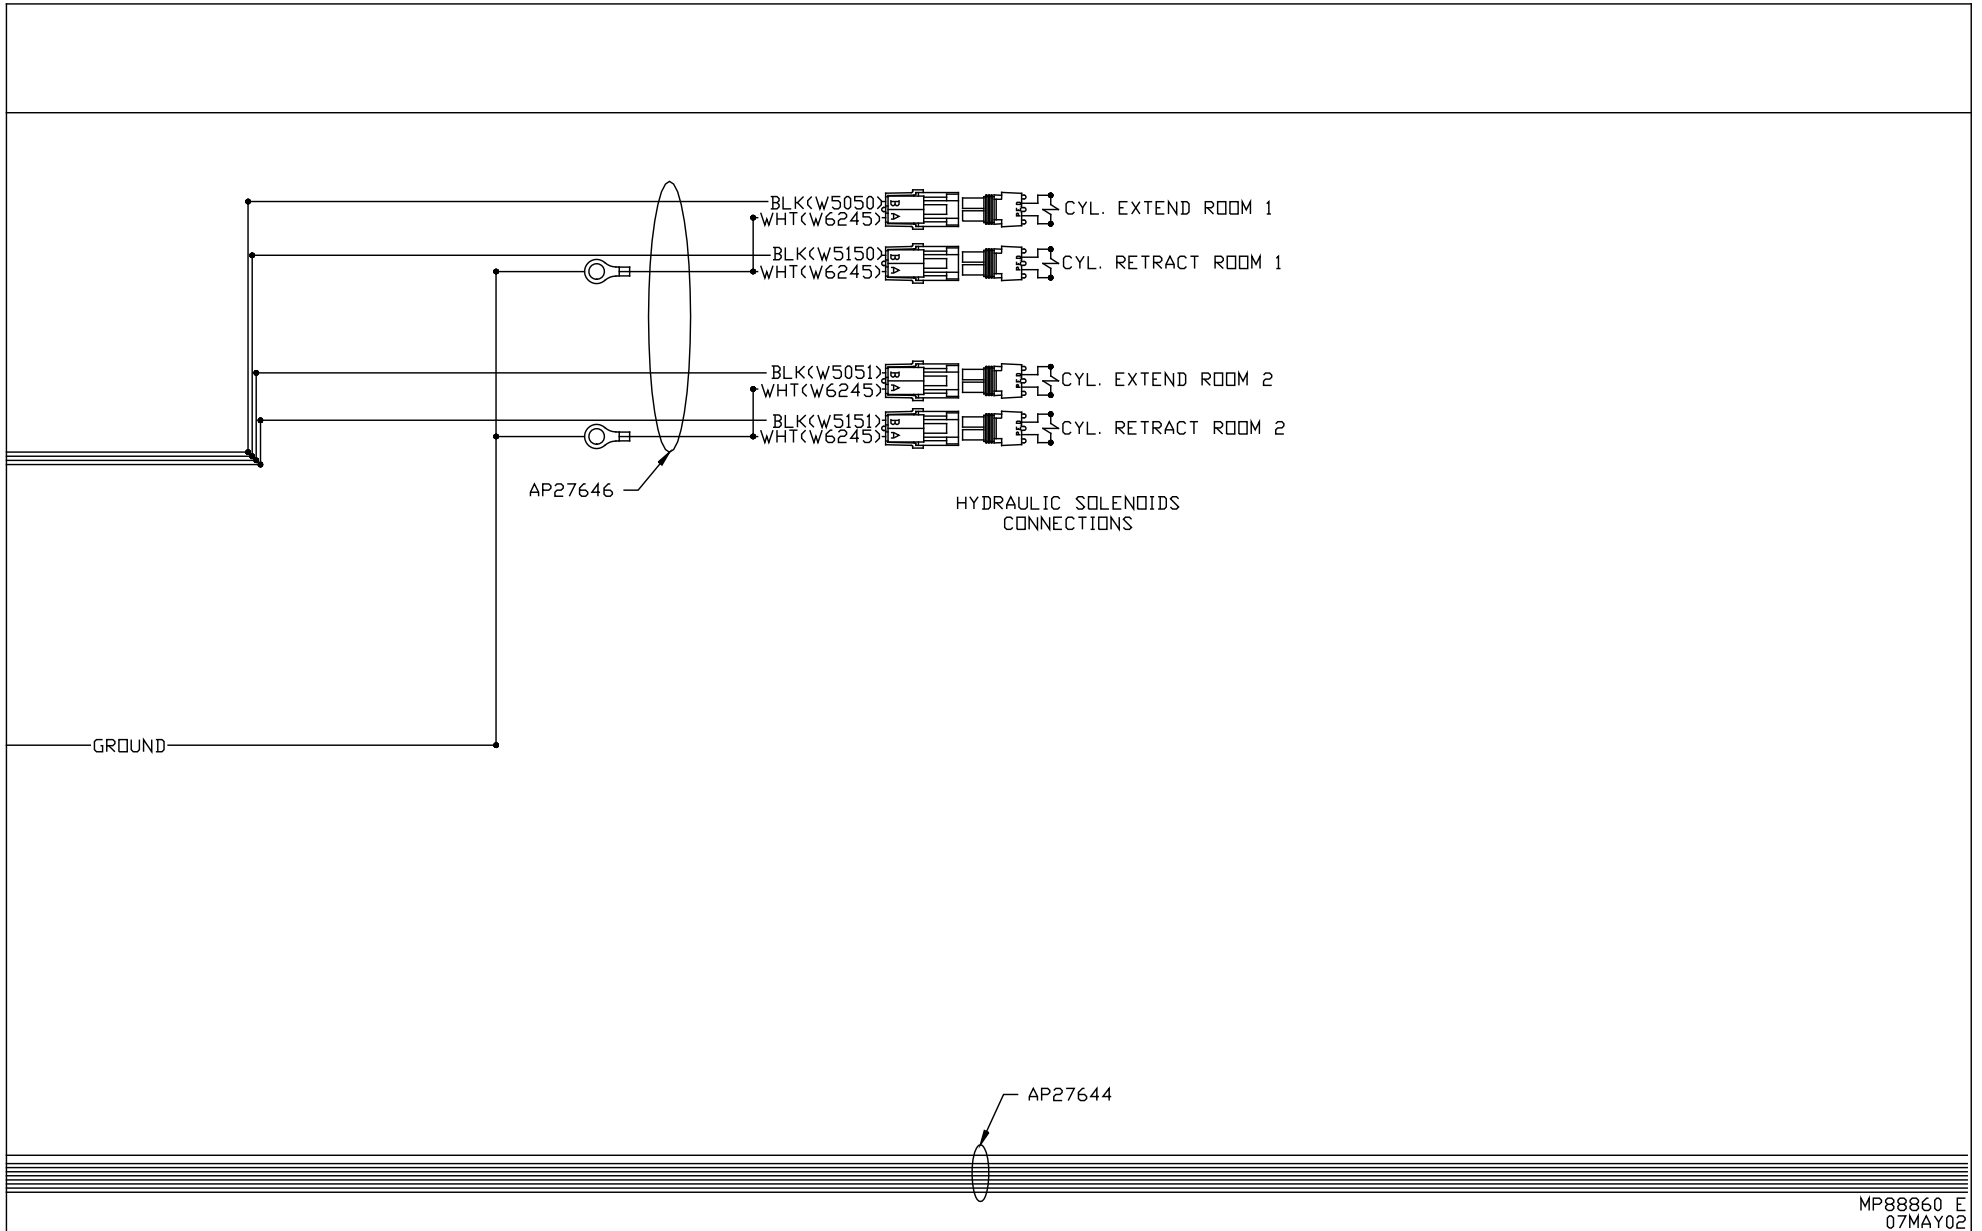 BLK(W5050) B CYL. EXTEND ROOM 1
WHT(W6245) A
BLK(W5150) B CYL. RETRACT ROOM 1
WHT(W6245) A
BLK(W5051) B CYL. EXTEND ROOM 2
WHT(W6245) A
BLK(W5151) B CYL. RETRACT ROOM 2
WHT(W6245) A
AP27646
HYDRAULIC SOLENOIDS
CONNECTIONS
GROUND
AP27644
MP88860 E
07MAY02